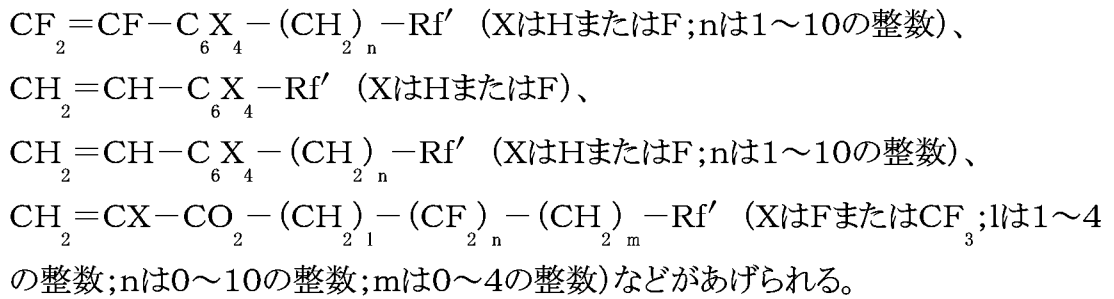 CF₂=CF−C₆X₄−(CH₂)ₙ−Rf′ (XはHまたはF;nは1～10の整数)、
CH₂=CH−C₆X₄−Rf′ (XはHまたはF)、
CH₂=CH−C₆X₄−(CH₂)ₙ−Rf′ (XはHまたはF;nは1～10の整数)、
CH₂=CX−CO₂−(CH₂)ₗ−(CF₂)ₙ−(CH₂)ₘ−Rf′ (XはFまたはCF₃;lは1～4
の整数;nは0～10の整数;mは0～4の整数)などがあげられる。